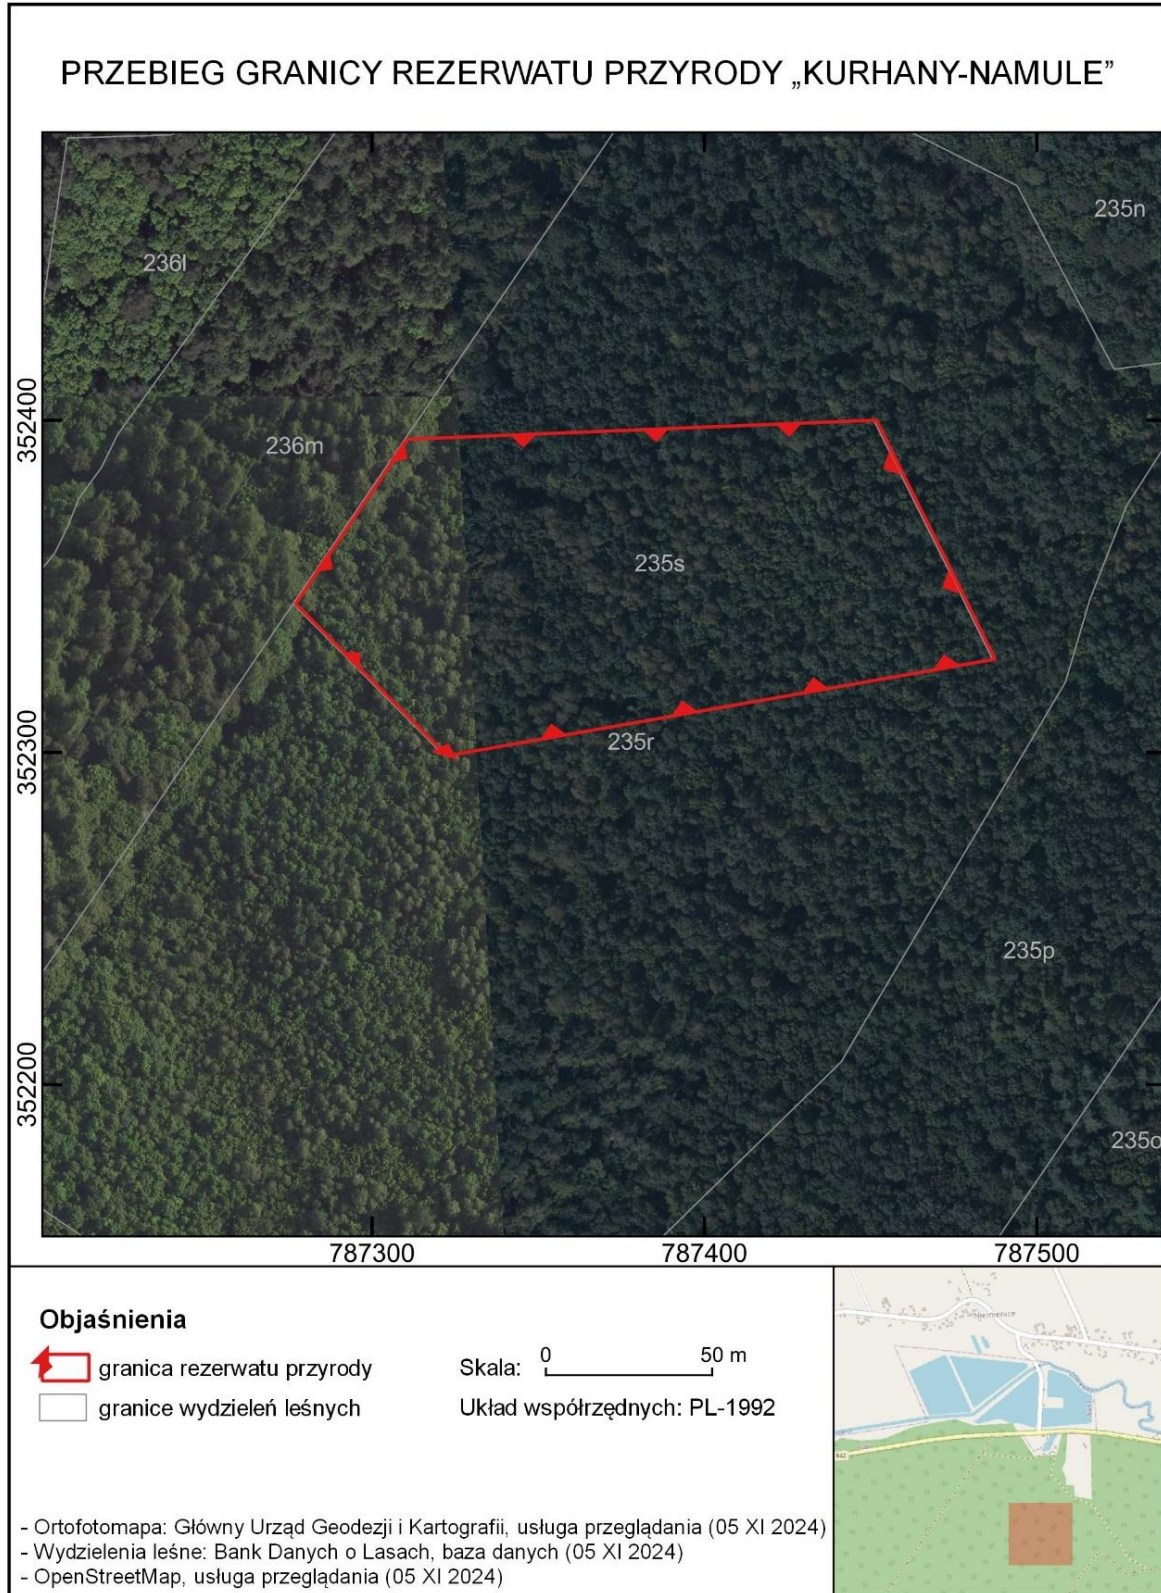 PRZEBIEG GRANICY REZERWATU PRZYRODY „KURHANY-NAMULE”
235n
236l
352400
236m
235s
352300
235r
235p
352200
235o
787300
787400
787500
Objaśnienia
granica rezerwatu przyrody
granice wydzieleń leśnych
Skala:
0
50 m
Układ współrzędnych: PL-1992
- Ortofotomapa: Główny Urząd Geodezji i Kartografii, usługa przeglądania (05 XI 2024)
- Wydzielenia leśne: Bank Danych o Lasach, baza danych (05 XI 2024)
- OpenStreetMap, usługa przeglądania (05 XI 2024)
Niemienice
842